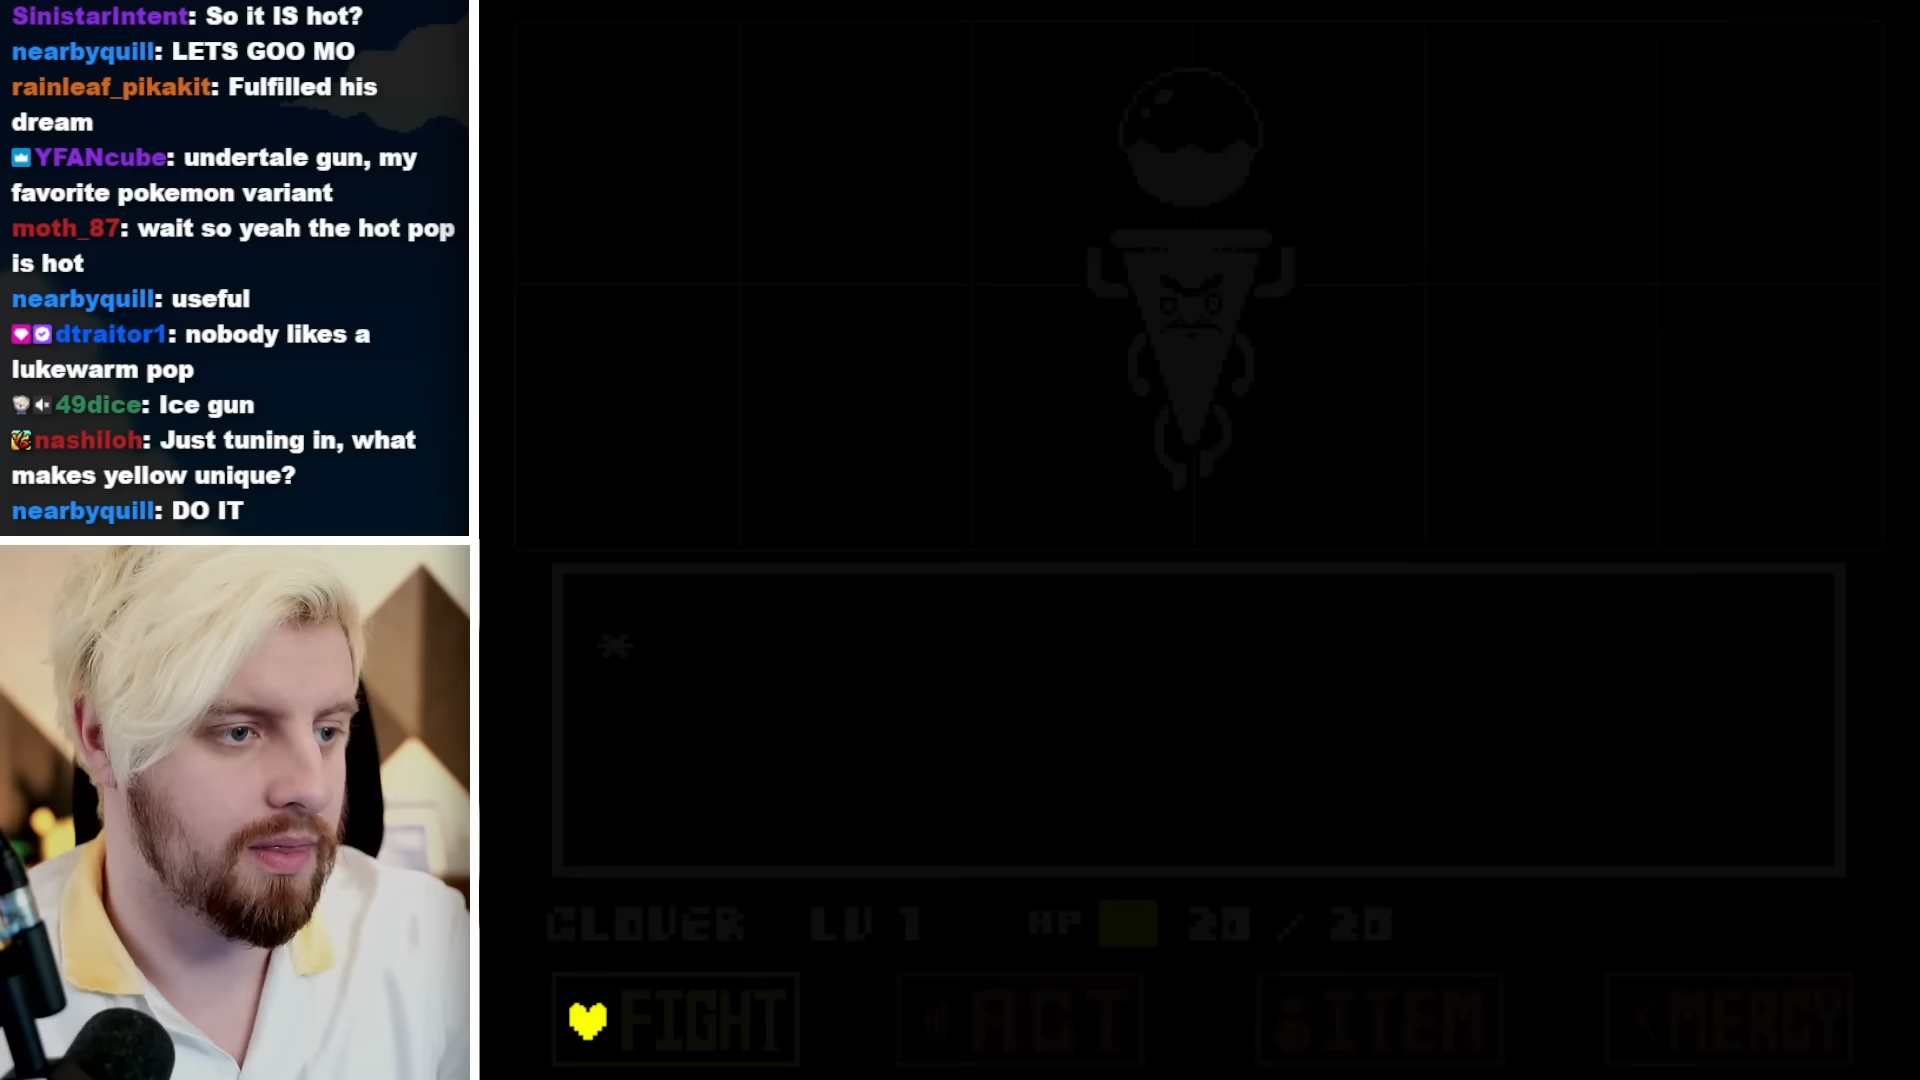 SinistarIntent: So it IS hot?
nearbyquill: LETS GOO MO
rainleaf_pikakit: Fulfilled his
dream
YFANcube: undertale gun, my
favorite pokemon variant
moth_87: wait so yeah the hot pop
is hot
nearbyquill: useful
dtraitor1: nobody likes a
lukewarm pop
49dice: Ice gun
nashiloh: Just tuning in, what
makes yellow unique?
nearbyquill: DO IT
*
CLOVER LV 1 HP 20 / 20
FIGHT ACT ITEM MERCY